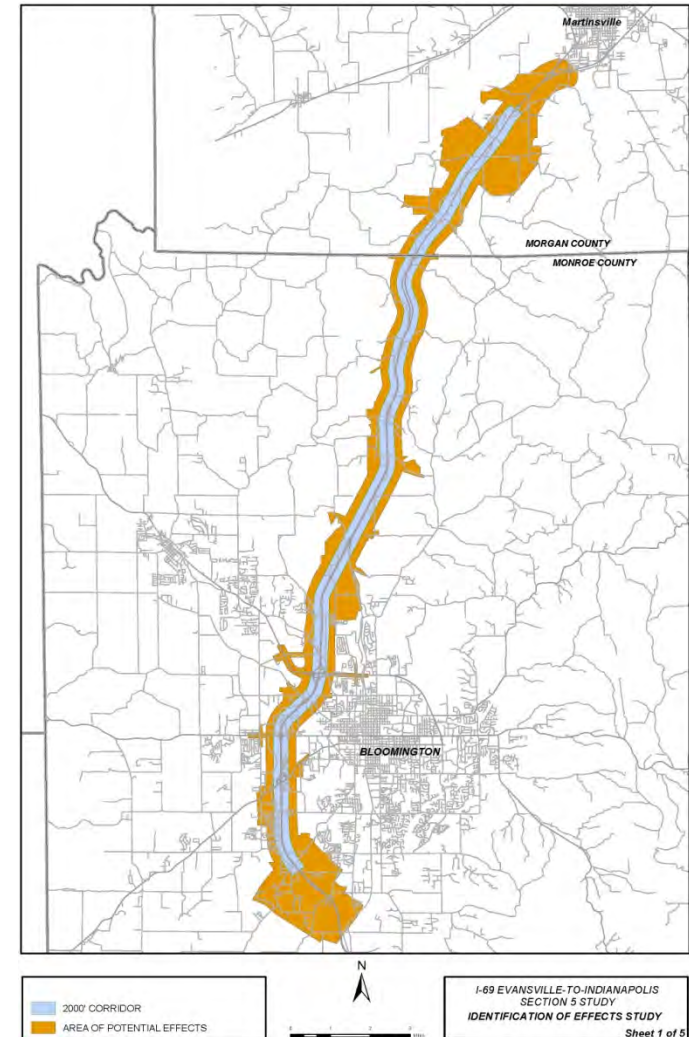 Martinsville
MORGAN COUNTY
MONROE COUNTY
BLOOMINGTON
N
2000' CORRIDOR
AREA OF POTENTIAL EFFECTS
I-69 EVANSVILLE-TO-INDIANAPOLIS
SECTION 5 STUDY
IDENTIFICATION OF EFFECTS STUDY
Sheet 1 of 5